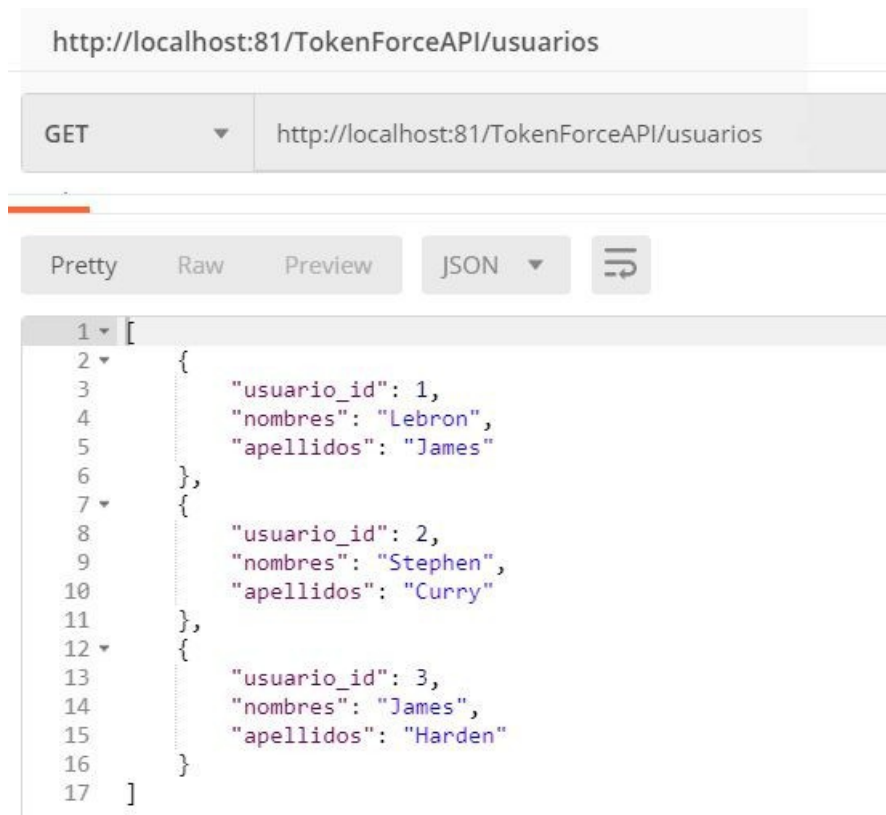 http://localhost:81/TokenForceAPI/usuarios
GET http://localhost:81/TokenForceAPI/usuarios
Pretty Raw Preview JSON
1 [
2 {
3 "usuario_id": 1,
4 "nombres": "Lebron",
5 "apellidos": "James"
6 },
7 {
8 "usuario_id": 2,
9 "nombres": "Stephen",
10 "apellidos": "Curry"
11 },
12 {
13 "usuario_id": 3,
14 "nombres": "James",
15 "apellidos": "Harden"
16 }
17 ]